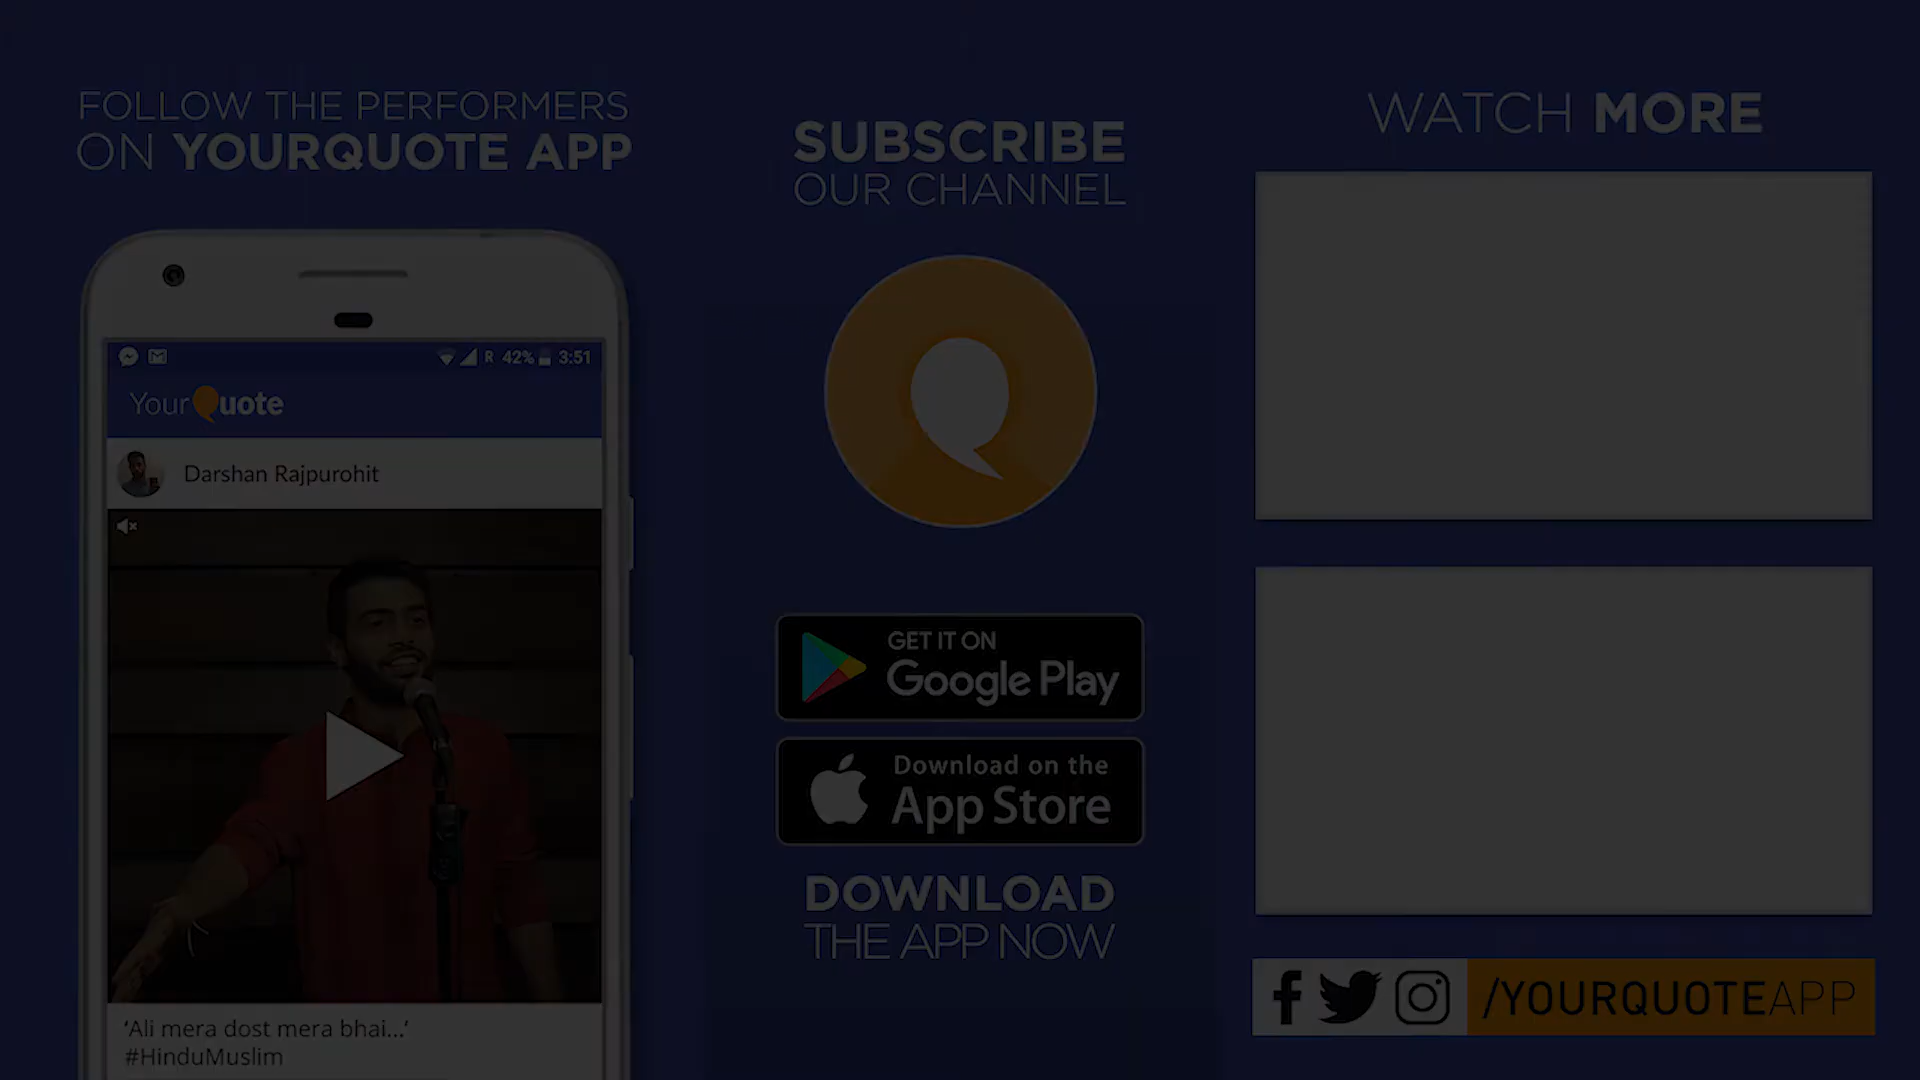 FOLLOW THE PERFORMERS
ON YOURQUOTE APP
R 42% 3:51
YourQuote
Darshan Rajpurohit
‘Ali mera dost mera bhai...’
#HinduMuslim
SUBSCRIBE
OUR CHANNEL
GET IT ON
Google Play
Download on the
App Store
DOWNLOAD
THE APP NOW
WATCH MORE
/YOURQUOTEAPP